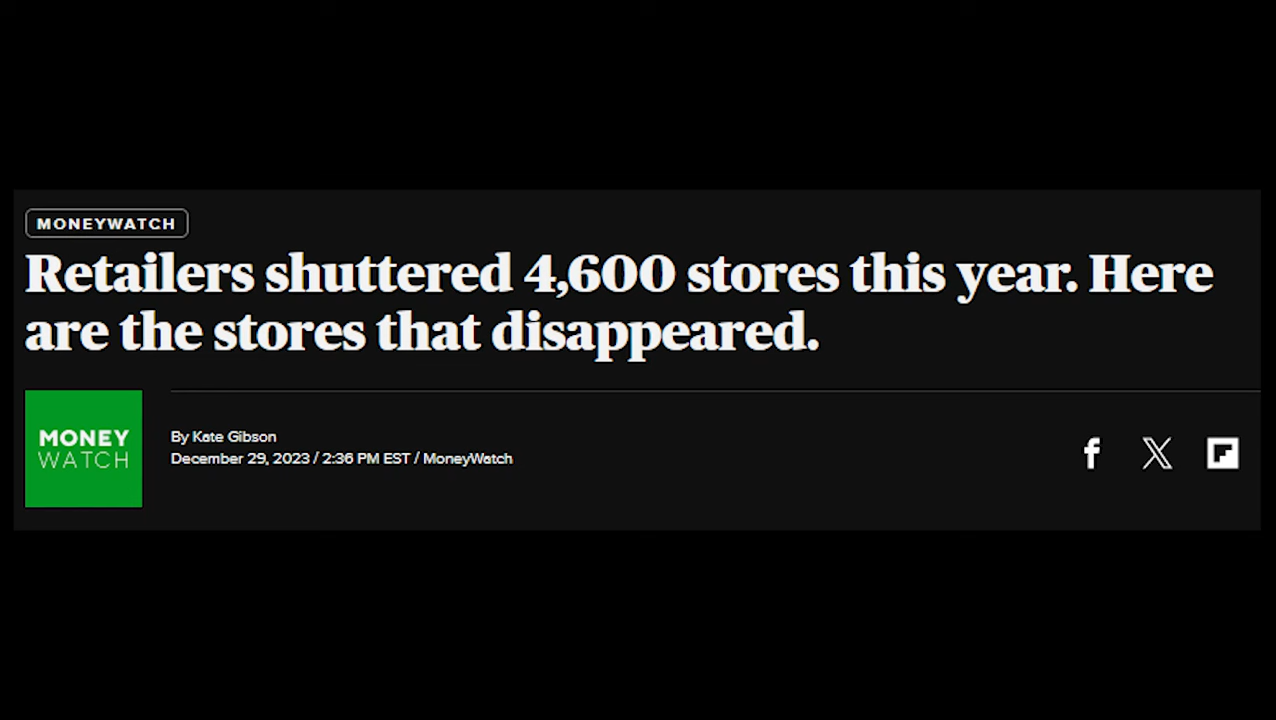 MONEYWATCH
Retailers shuttered 4,600 stores this year. Here
are the stores that disappeared.
MONEY
WATCH
By Kate Gibson
December 29, 2023 / 2:36 PM EST / MoneyWatch